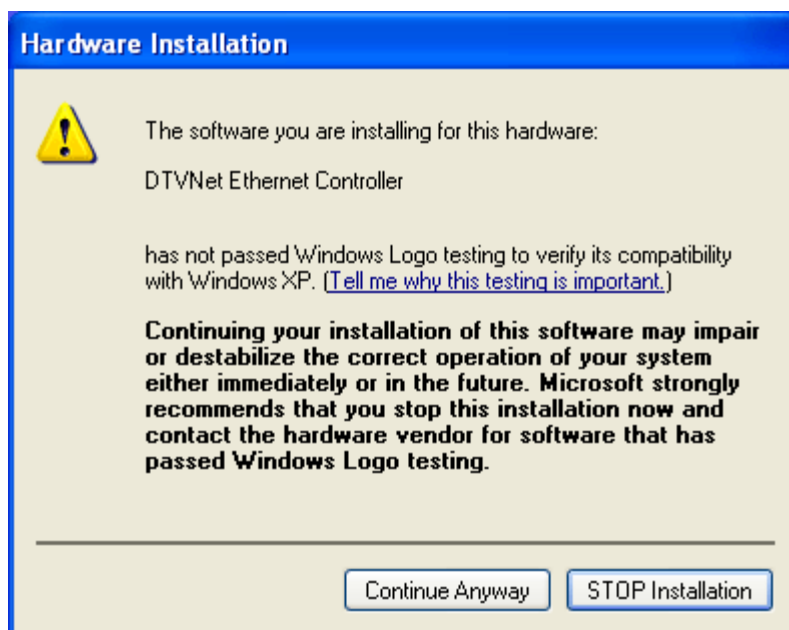 Hardware Installation
The software you are installing for this hardware:
DTVNet Ethernet Controller
has not passed Windows Logo testing to verify its compatibility
with Windows XP. (Tell me why this testing is important.)
Continuing your installation of this software may impair
or destabilize the correct operation of your system
either immediately or in the future. Microsoft strongly
recommends that you stop this installation now and
contact the hardware vendor for software that has
passed Windows Logo testing.
Continue Anyway
STOP Installation